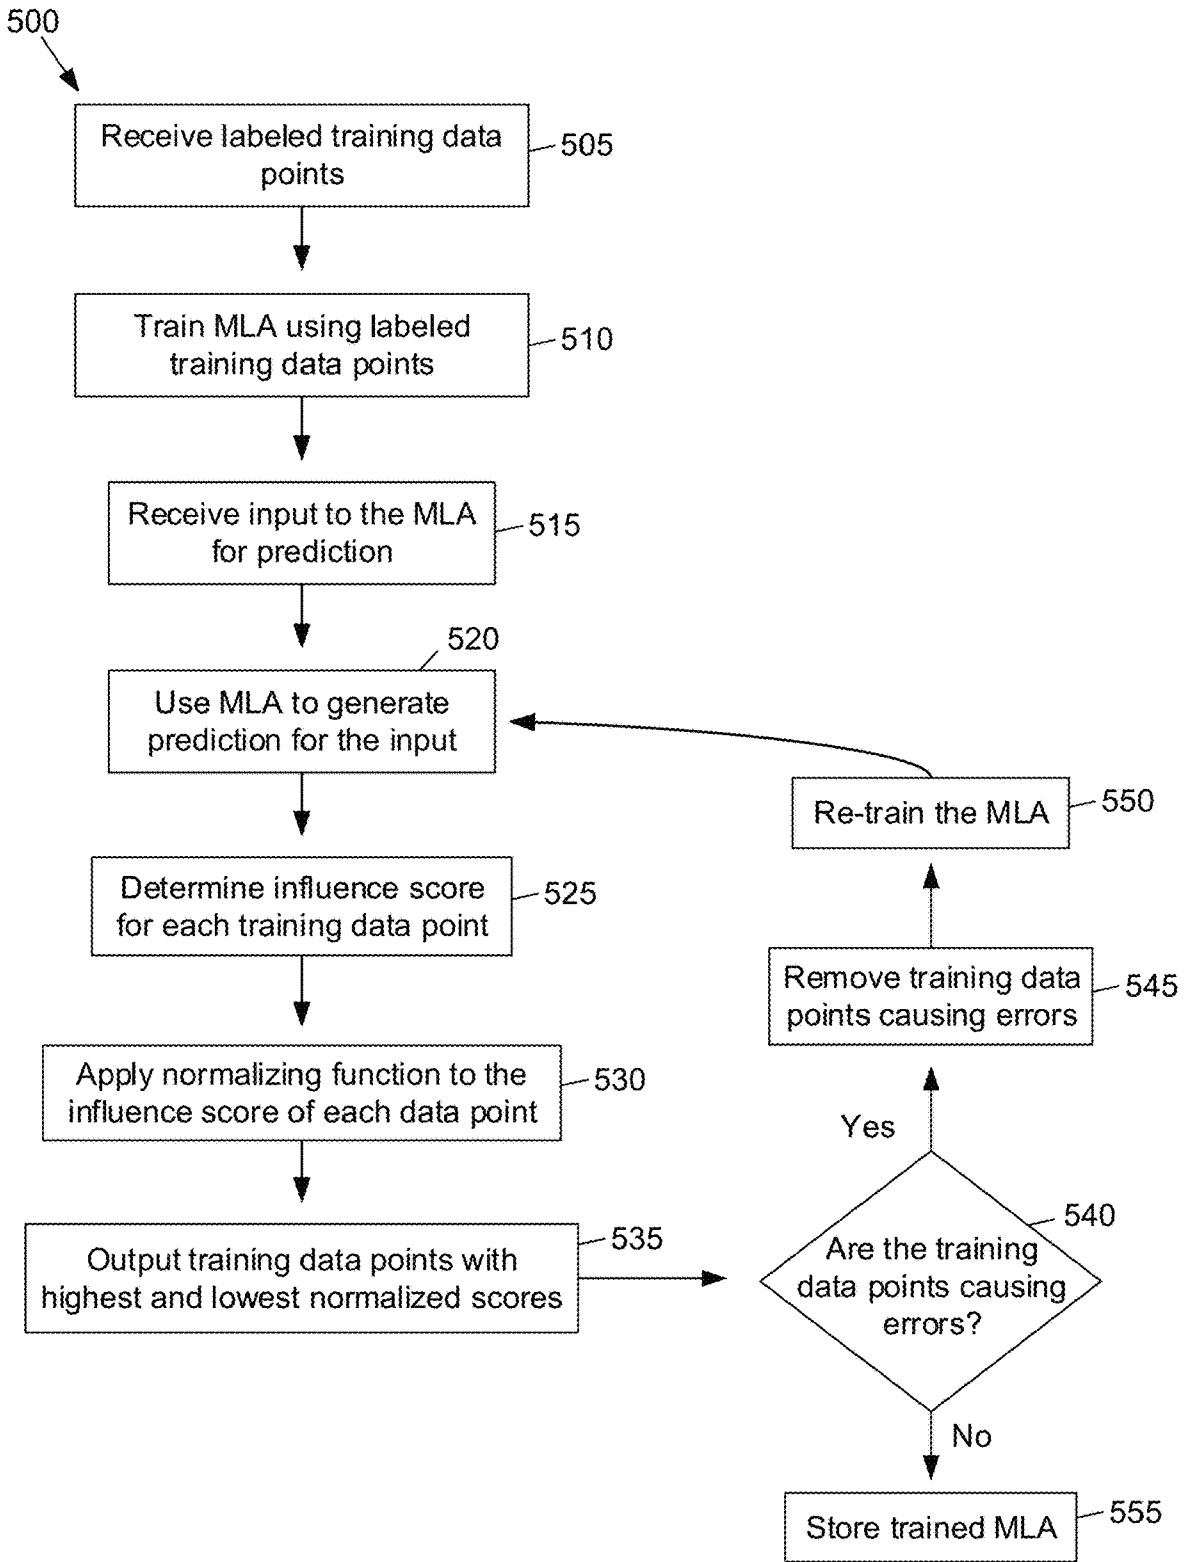 500
Receive labeled training data
points
505
Train MLA using labeled
training data points
510
Receive input to the MLA
for prediction
515
520
Use MLA to generate
prediction for the input
Determine influence score
for each training data point
525
Apply normalizing function to the
influence score of each data point
530
Output training data points with
highest and lowest normalized scores
535
540
Are the training
data points causing
errors?
Yes
Remove training data
points causing errors
545
Re-train the MLA
550
No
Store trained MLA
555